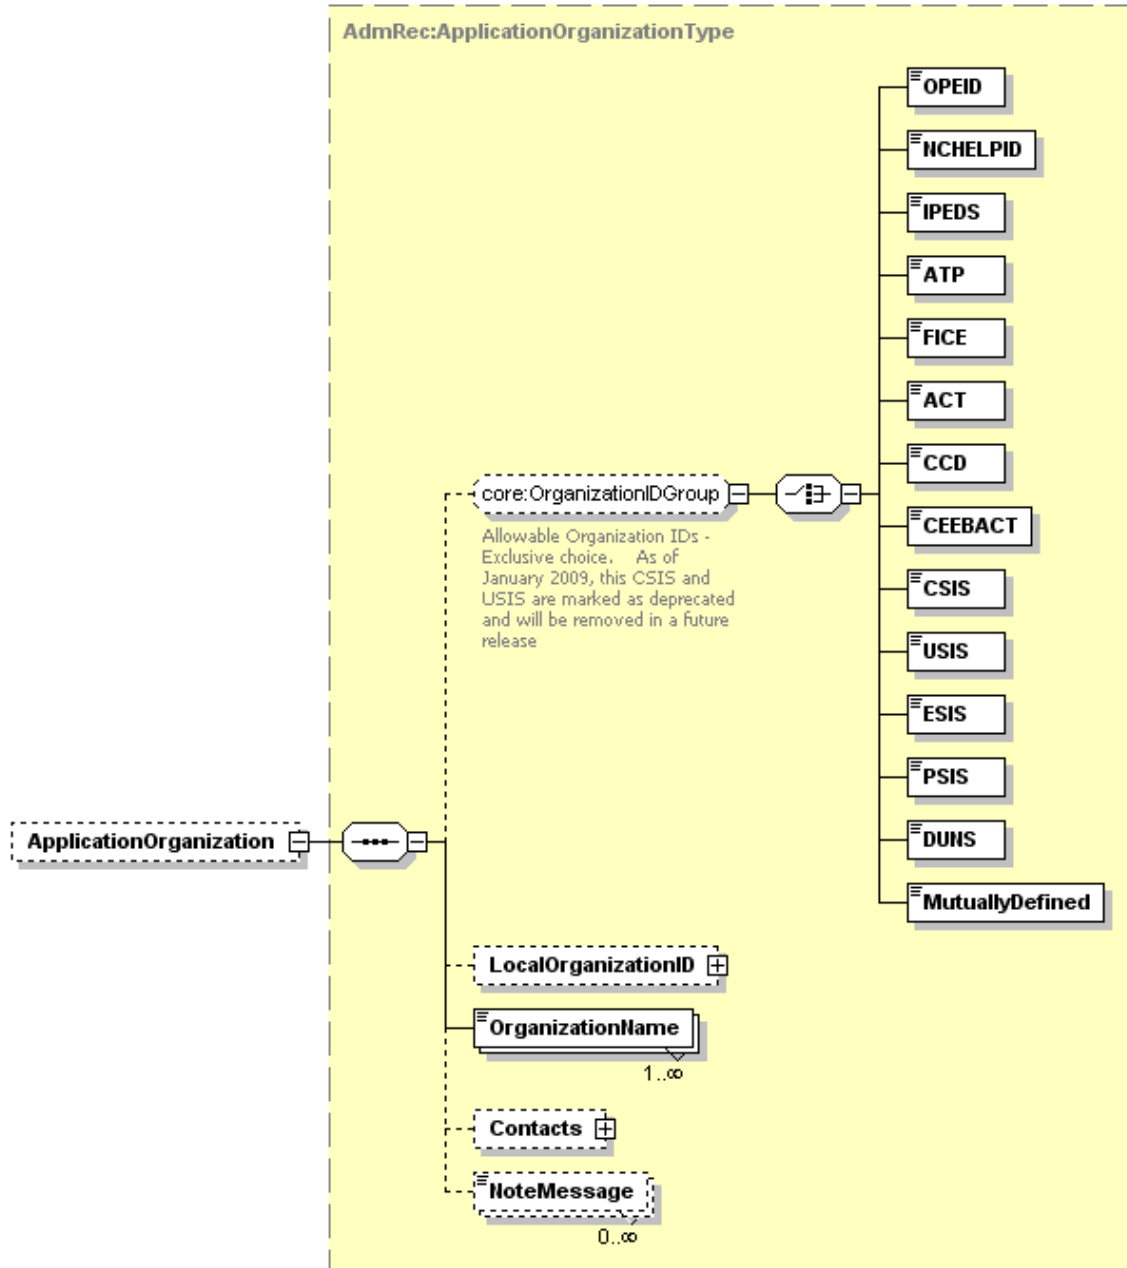 AdmRec:ApplicationOrganizationType
OPEID
NCHELPID
IPEDS
ATP
FICE
ACT
CCD
core:OrganizationIDGroup
Allowable Organization IDs -
Exclusive choice.    As of
January 2009, this CSIS and
USIS are marked as deprecated
and will be removed in a future
release
CEEBACT
CSIS
USIS
ESIS
PSIS
DUNS
MutuallyDefined
ApplicationOrganization
LocalOrganizationID
OrganizationName
1..∞
Contacts
NoteMessage
0..∞